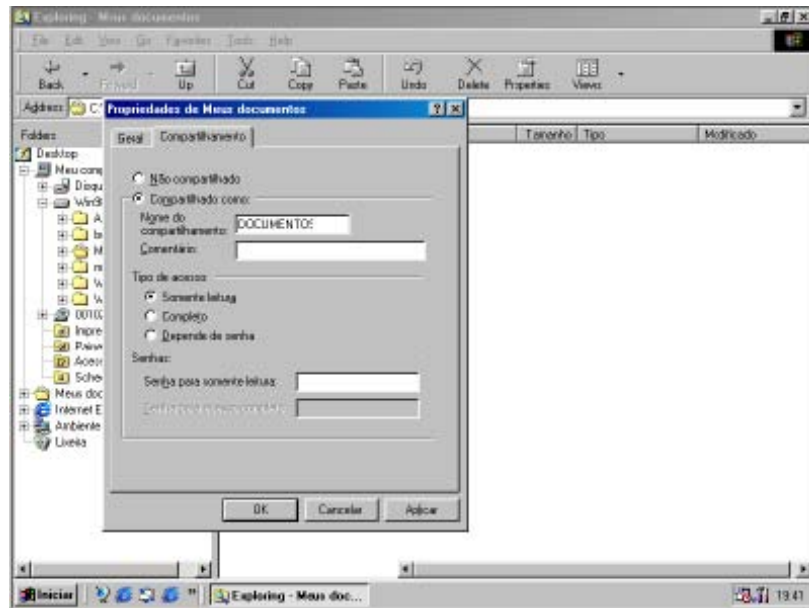 Exploring - Meus documentos
File Edit View Go Favorites Tools Help
Back Forward Up Cut Copy Paste Undo Delete Properties Views
Address C:\
Propriedades de Meus documentos
Folders
Tamanho Tipo Modificado
Geral Compartilhamento
Desktop
Não compartilhado
Compartilhado como:
Nome do compartilhamento: DOCUMENTOS
Comentário:
Tipo de acesso
Somente leitura
Completo
Depende de senha
Senhas:
Senha para somente leitura:
Meus doc
Internet E
Ambiente
Lixeira
OK Cancelar Aplicar
Iniciar
Exploring - Meus doc...
19:41